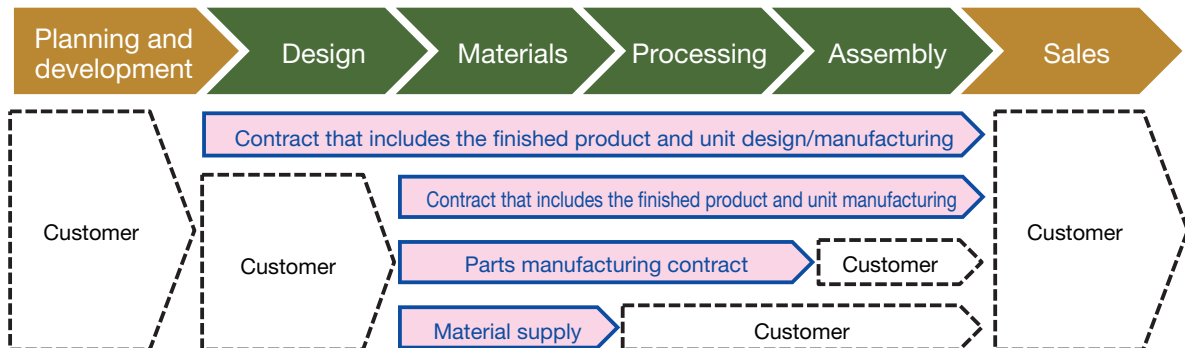 Planning and
development
Design
Materials
Processing
Assembly
Sales
Contract that includes the finished product and unit design/manufacturing
Contract that includes the finished product and unit manufacturing
Customer
Customer
Parts manufacturing contract
Customer
Customer
Material supply
Customer